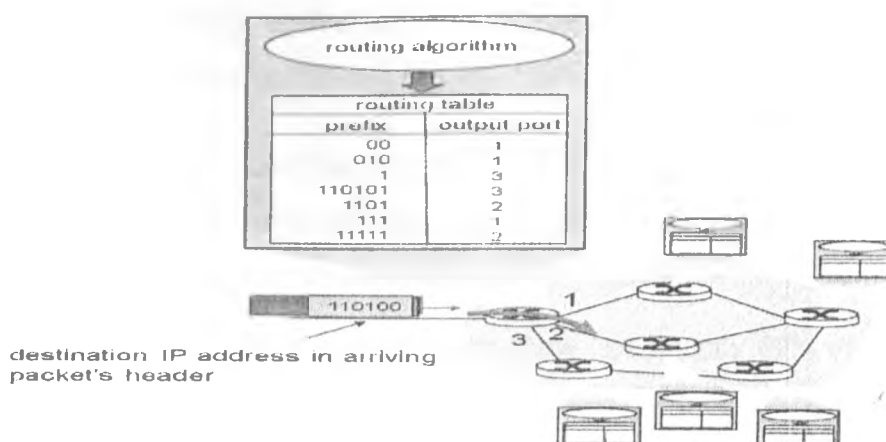 routing algorithm
routing table
prefix output port
00 1
010 1
1 3
110101 3
1101 2
111 1
11111 2
110100
1
3 2
destination IP address in arriving
packet's header